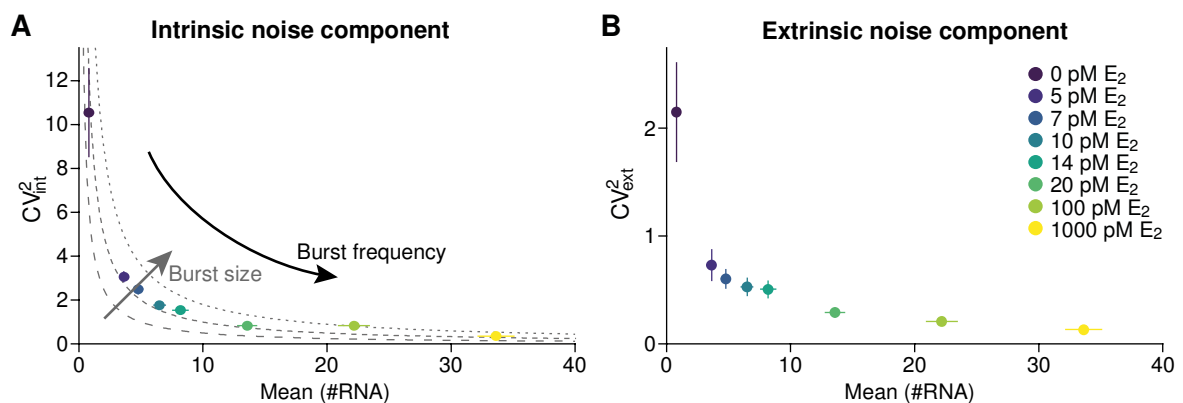 A
Intrinsic noise component
CV²int
12
10
8
6
4
2
0
Burst size
Burst frequency
0
10
20
30
40
Mean (#RNA)
B
Extrinsic noise component
CV²ext
2
1
0
0 pM E₂
5 pM E₂
7 pM E₂
10 pM E₂
14 pM E₂
20 pM E₂
100 pM E₂
1000 pM E₂
0
10
20
30
40
Mean (#RNA)